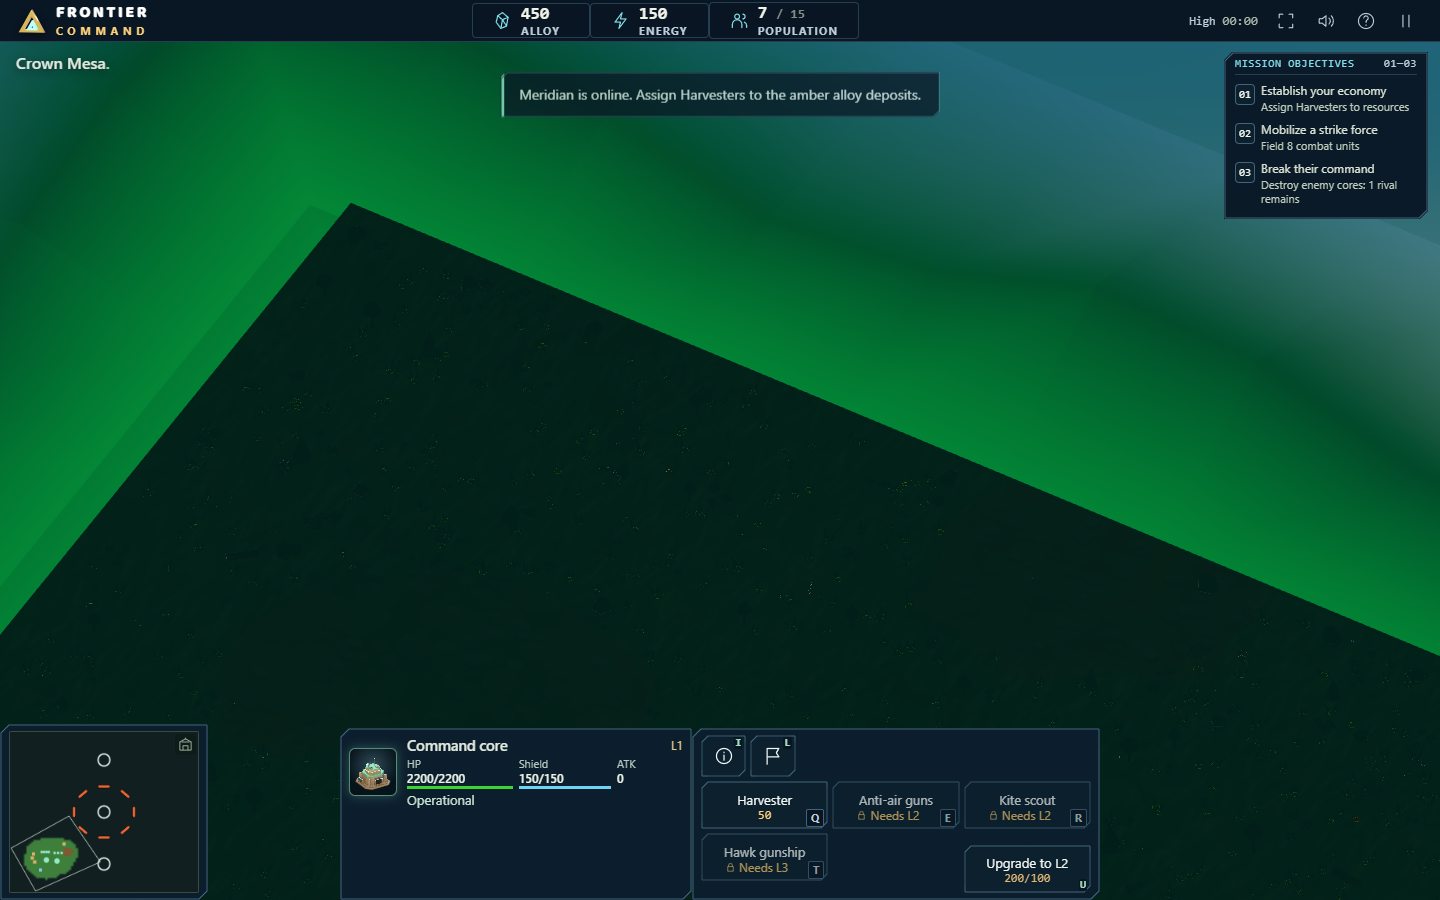 FRONTIER
COMMAND
450
ALLOY
150
ENERGY
7 / 15
POPULATION
High 00:00
Crown Mesa.
Meridian is online. Assign Harvesters to the amber alloy deposits.
MISSION OBJECTIVES 01—03
01 Establish your economy
Assign Harvesters to resources
02 Mobilize a strike force
Field 8 combat units
03 Break their command
Destroy enemy cores: 1 rival
remains
Command core L1
HP Shield ATK
2200/2200 150/150 0
Operational
I L
Harvester
50 Q
Anti-air guns
Needs L2 E
Kite scout
Needs L2 R
Hawk gunship
Needs L3 T
Upgrade to L2
200/100
U